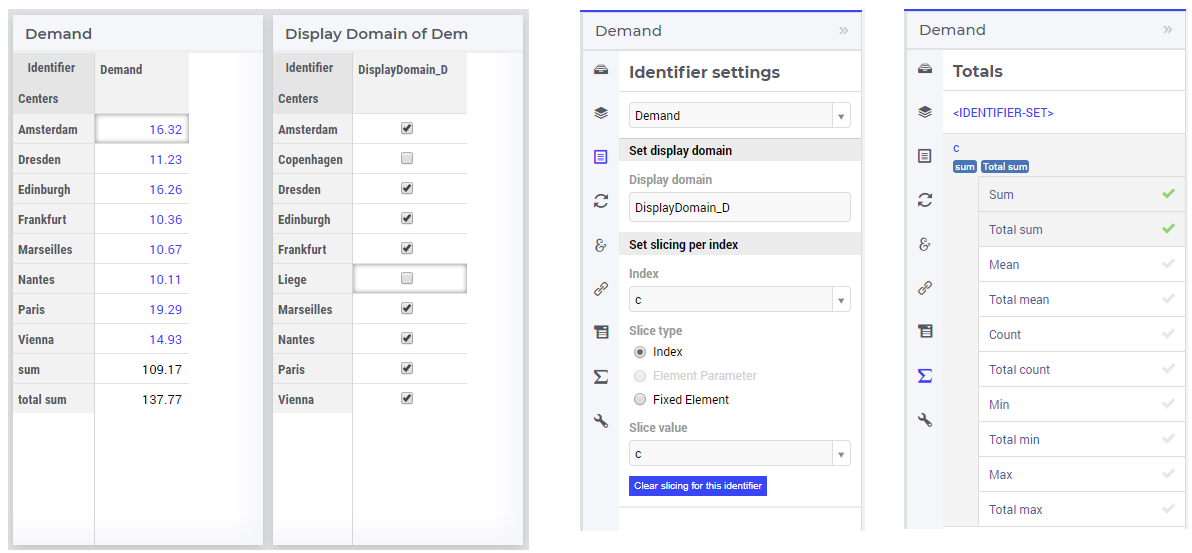 Demand
Identifier Demand
Centers
Amsterdam 16.32
Dresden 11.23
Edinburgh 16.26
Frankfurt 10.36
Marseilles 10.67
Nantes 10.11
Paris 19.29
Vienna 14.93
sum 109.17
total sum 137.77
Display Domain of Dem
Identifier DisplayDomain_D
Centers
Amsterdam
Copenhagen
Dresden
Edinburgh
Frankfurt
Liege
Marseilles
Nantes
Paris
Vienna
Demand »
Identifier settings
Demand
Set display domain
Display domain
DisplayDomain_D
Set slicing per index
Index
c
Slice type
Index
Element Parameter
Fixed Element
Slice value
c
Clear slicing for this identifier
Demand »
Totals
<IDENTIFIER-SET>
c
sum Total sum
Sum
Total sum
Mean
Total mean
Count
Total count
Min
Total min
Max
Total max